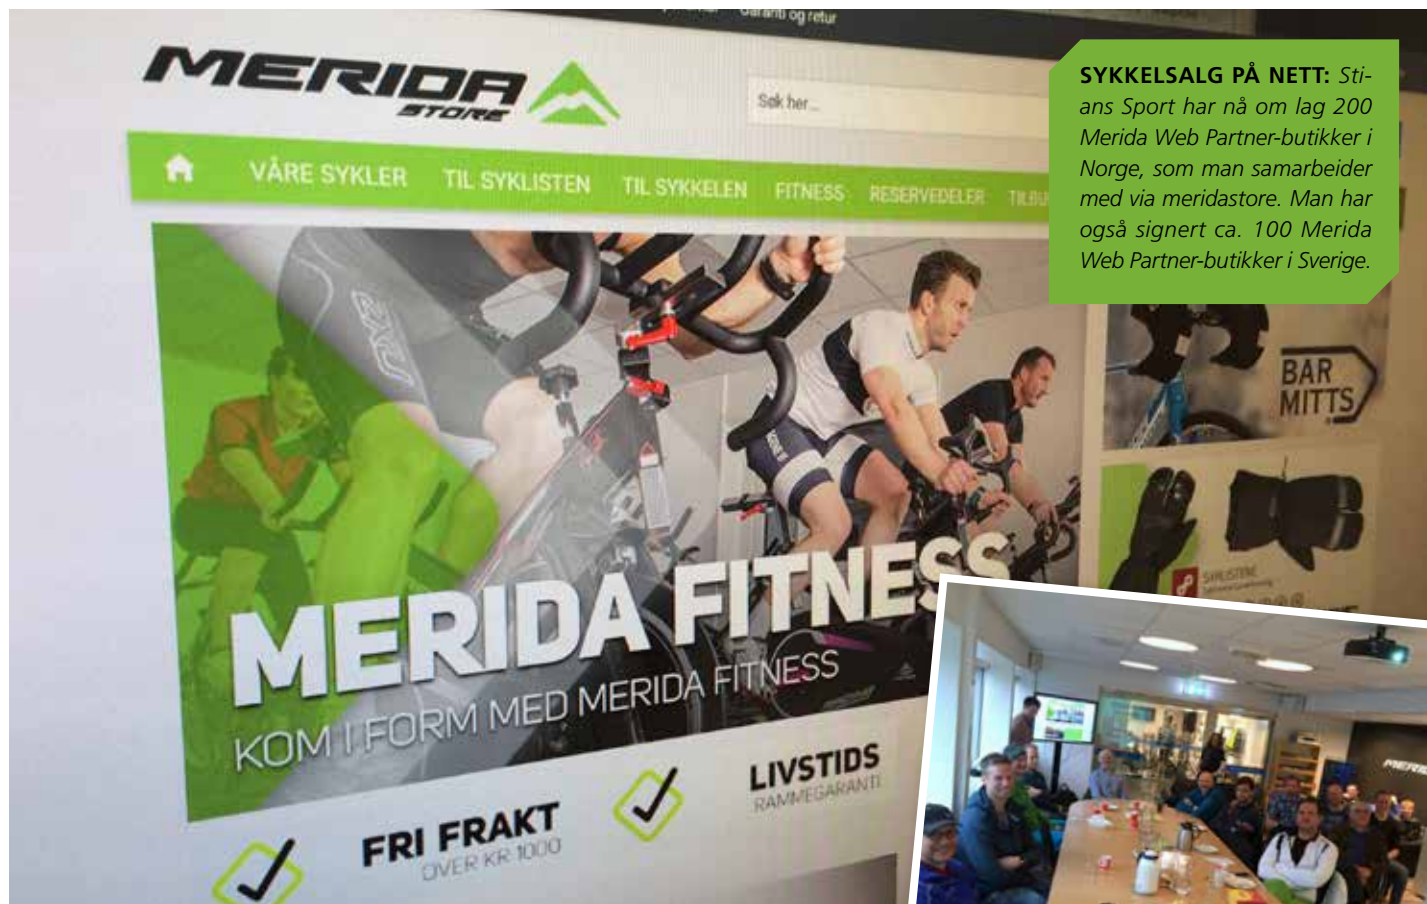 Garanti og retur
MERIDA
STORE
Søk her...
VÅRE SYKLER TIL SYKLISTEN TIL SYKKELEN FITNESS RESERVEDELER
SYKKELSALG PÅ NETT: Sti-
ans Sport har nå om lag 200
Merida Web Partner-butikker i
Norge, som man samarbeider
med via meridastore. Man har
også signert ca. 100 Merida
Web Partner-butikker i Sverige.
BAR
MITTS
MERIDA FITNESS
KOM I FORM MED MERIDA FITNESS
FRI FRAKT
OVER KR 1000
LIVSTIDS
RAMMEGARANTI